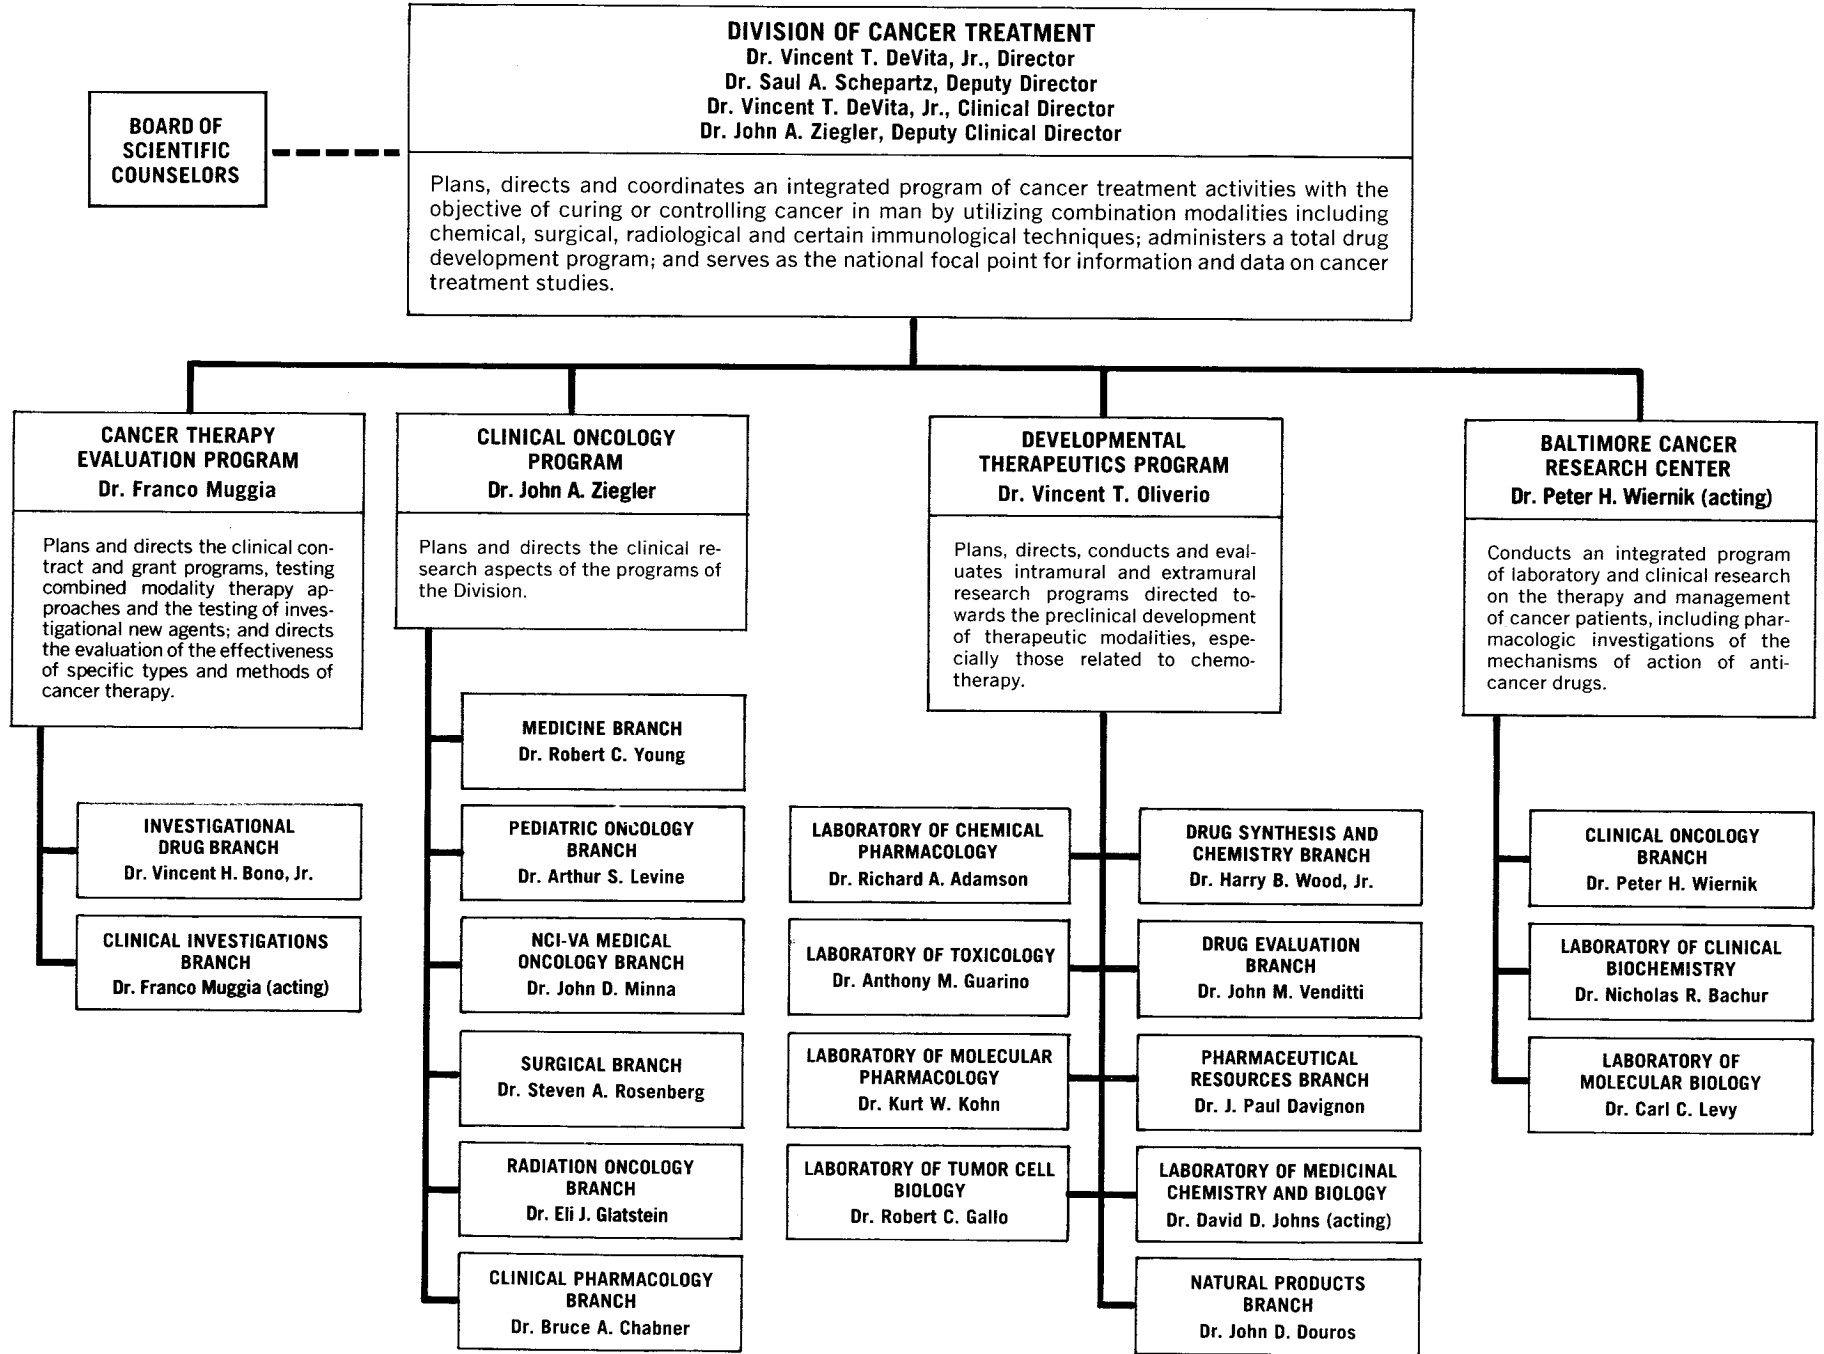 DIVISION OF CANCER TREATMENT
Dr. Vincent T. DeVita, Jr., Director
Dr. Saul A. Schepartz, Deputy Director
Dr. Vincent T. DeVita, Jr., Clinical Director
Dr. John A. Ziegler, Deputy Clinical Director
BOARD OF
SCIENTIFIC
COUNSELORS
Plans, directs and coordinates an integrated program of cancer treatment activities with the
objective of curing or controlling cancer in man by utilizing combination modalities including
chemical, surgical, radiological and certain immunological techniques; administers a total drug
development program; and serves as the national focal point for information and data on cancer
treatment studies.
CANCER THERAPY
EVALUATION PROGRAM
Dr. Franco Muggia
Plans and directs the clinical con-
tract and grant programs, testing
combined modality therapy ap-
proaches and the testing of inves-
tigational new agents; and directs
the evaluation of the effectiveness
of specific types and methods of
cancer therapy.
INVESTIGATIONAL
DRUG BRANCH
Dr. Vincent H. Bono, Jr.
CLINICAL INVESTIGATIONS
BRANCH
Dr. Franco Muggia (acting)
CLINICAL ONCOLOGY
PROGRAM
Dr. John A. Ziegler
Plans and directs the clinical re-
search aspects of the programs of
the Division.
MEDICINE BRANCH
Dr. Robert C. Young
PEDIATRIC ONCOLOGY
BRANCH
Dr. Arthur S. Levine
NCI-VA MEDICAL
ONCOLOGY BRANCH
Dr. John D. Minna
SURGICAL BRANCH
Dr. Steven A. Rosenberg
RADIATION ONCOLOGY
BRANCH
Dr. Eli J. Glatstein
CLINICAL PHARMACOLOGY
BRANCH
Dr. Bruce A. Chabner
DEVELOPMENTAL
THERAPEUTICS PROGRAM
Dr. Vincent T. Oliverio
Plans, directs, conducts and eval-
uates intramural and extramural
research programs directed to-
wards the preclinical development
of therapeutic modalities, espe-
cially those related to chemo-
therapy.
LABORATORY OF CHEMICAL
PHARMACOLOGY
Dr. Richard A. Adamson
LABORATORY OF TOXICOLOGY
Dr. Anthony M. Guarino
LABORATORY OF MOLECULAR
PHARMACOLOGY
Dr. Kurt W. Kohn
LABORATORY OF TUMOR CELL
BIOLOGY
Dr. Robert C. Gallo
DRUG SYNTHESIS AND
CHEMISTRY BRANCH
Dr. Harry B. Wood, Jr.
DRUG EVALUATION
BRANCH
Dr. John M. Venditti
PHARMACEUTICAL
RESOURCES BRANCH
Dr. J. Paul Davignon
LABORATORY OF MEDICINAL
CHEMISTRY AND BIOLOGY
Dr. David D. Johns (acting)
NATURAL PRODUCTS
BRANCH
Dr. John D. Douros
BALTIMORE CANCER
RESEARCH CENTER
Dr. Peter H. Wiernik (acting)
Conducts an integrated program
of laboratory and clinical research
on the therapy and management
of cancer patients, including phar-
macologic investigations of the
mechanisms of action of anti-
cancer drugs.
CLINICAL ONCOLOGY
BRANCH
Dr. Peter H. Wiernik
LABORATORY OF CLINICAL
BIOCHEMISTRY
Dr. Nicholas R. Bachur
LABORATORY OF
MOLECULAR BIOLOGY
Dr. Carl C. Levy